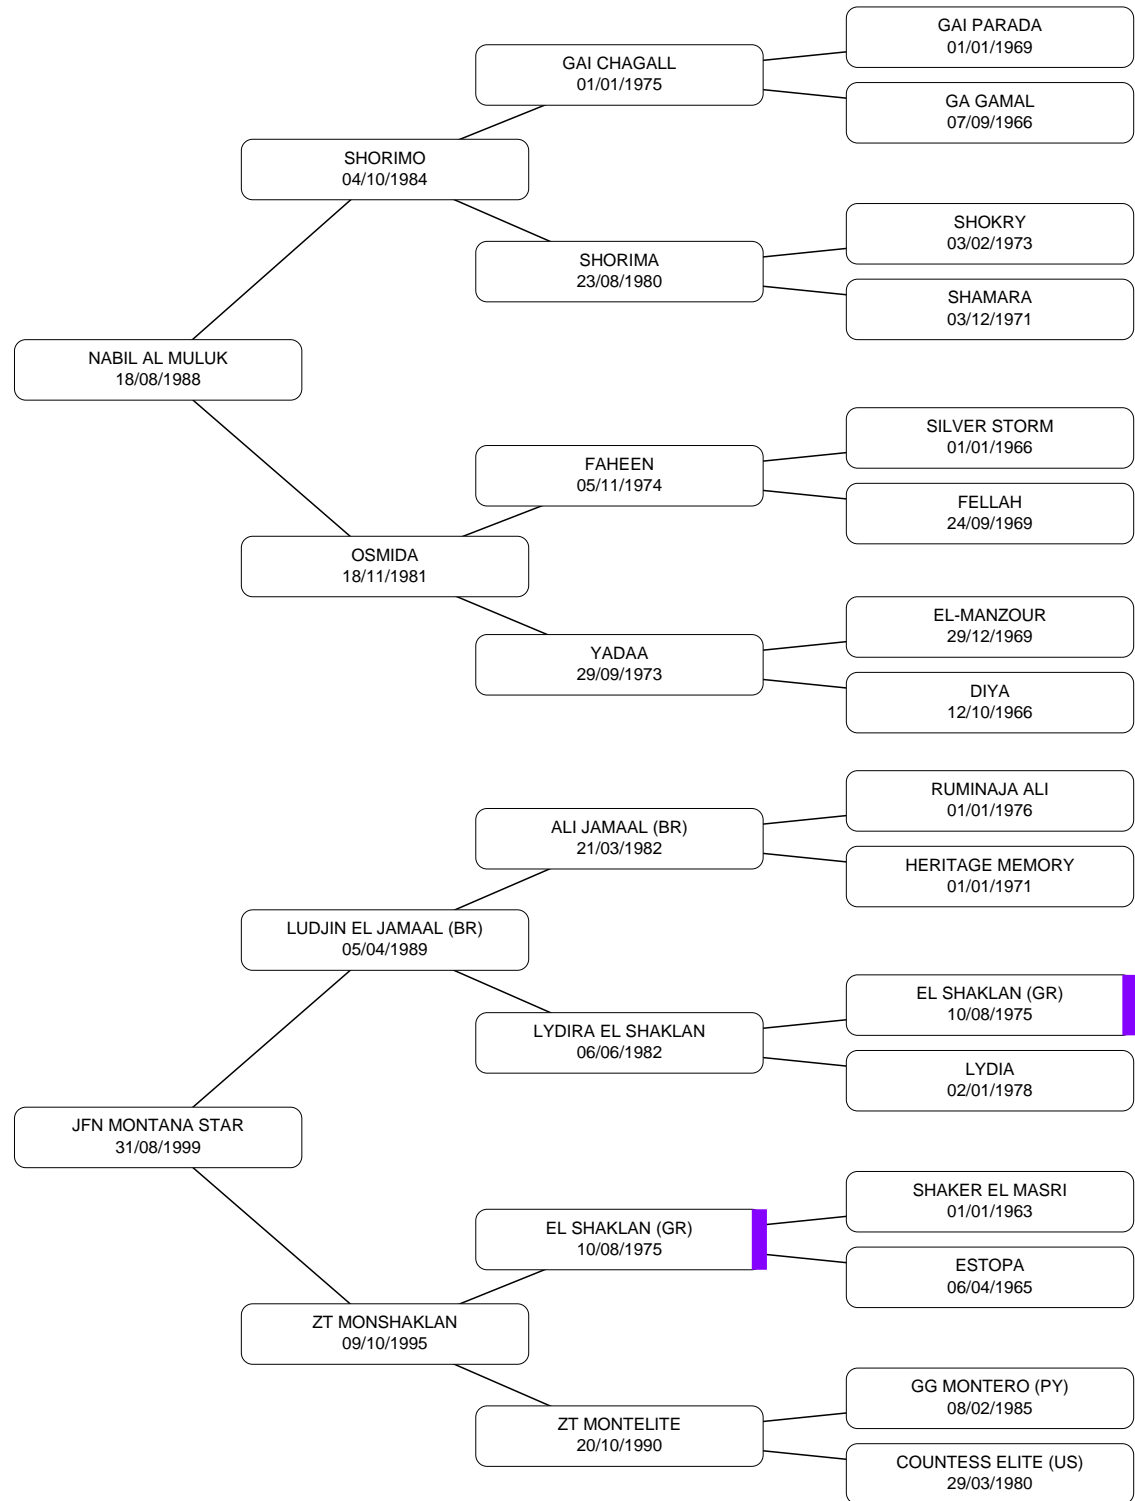 GAI PARADA
01/01/1969
GAI CHAGALL
01/01/1975
GA GAMAL
07/09/1966
SHORIMO
04/10/1984
SHOKRY
03/02/1973
SHORIMA
23/08/1980
SHAMARA
03/12/1971
NABIL AL MULUK
18/08/1988
SILVER STORM
01/01/1966
FAHEEN
05/11/1974
FELLAH
24/09/1969
OSMIDA
18/11/1981
EL-MANZOUR
29/12/1969
YADAA
29/09/1973
DIYA
12/10/1966
RUMINAJA ALI
01/01/1976
ALI JAMAAL (BR)
21/03/1982
HERITAGE MEMORY
01/01/1971
LUDJIN EL JAMAAL (BR)
05/04/1989
EL SHAKLAN (GR)
10/08/1975
LYDIRA EL SHAKLAN
06/06/1982
LYDIA
02/01/1978
JFN MONTANA STAR
31/08/1999
SHAKER EL MASRI
01/01/1963
EL SHAKLAN (GR)
10/08/1975
ESTOPA
06/04/1965
ZT MONSHAKLAN
09/10/1995
GG MONTERO (PY)
08/02/1985
ZT MONTELITE
20/10/1990
COUNTESS ELITE (US)
29/03/1980